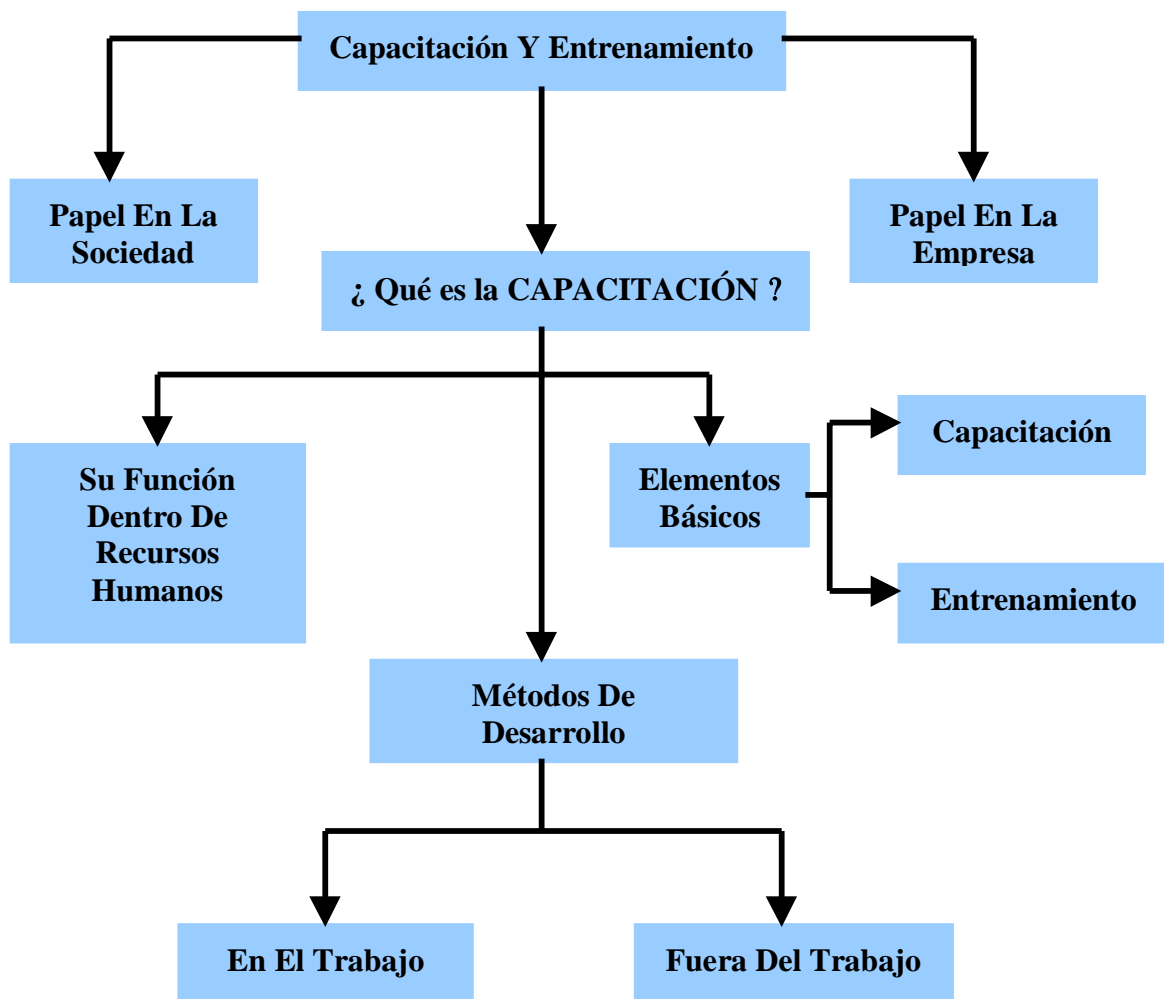 Capacitación Y Entrenamiento
Papel En La
Sociedad
Papel En La
Empresa
¿ Qué es la CAPACITACIÓN ?
Su Función
Dentro De
Recursos
Humanos
Elementos
Básicos
Capacitación
Entrenamiento
Métodos De
Desarrollo
En El Trabajo
Fuera Del Trabajo